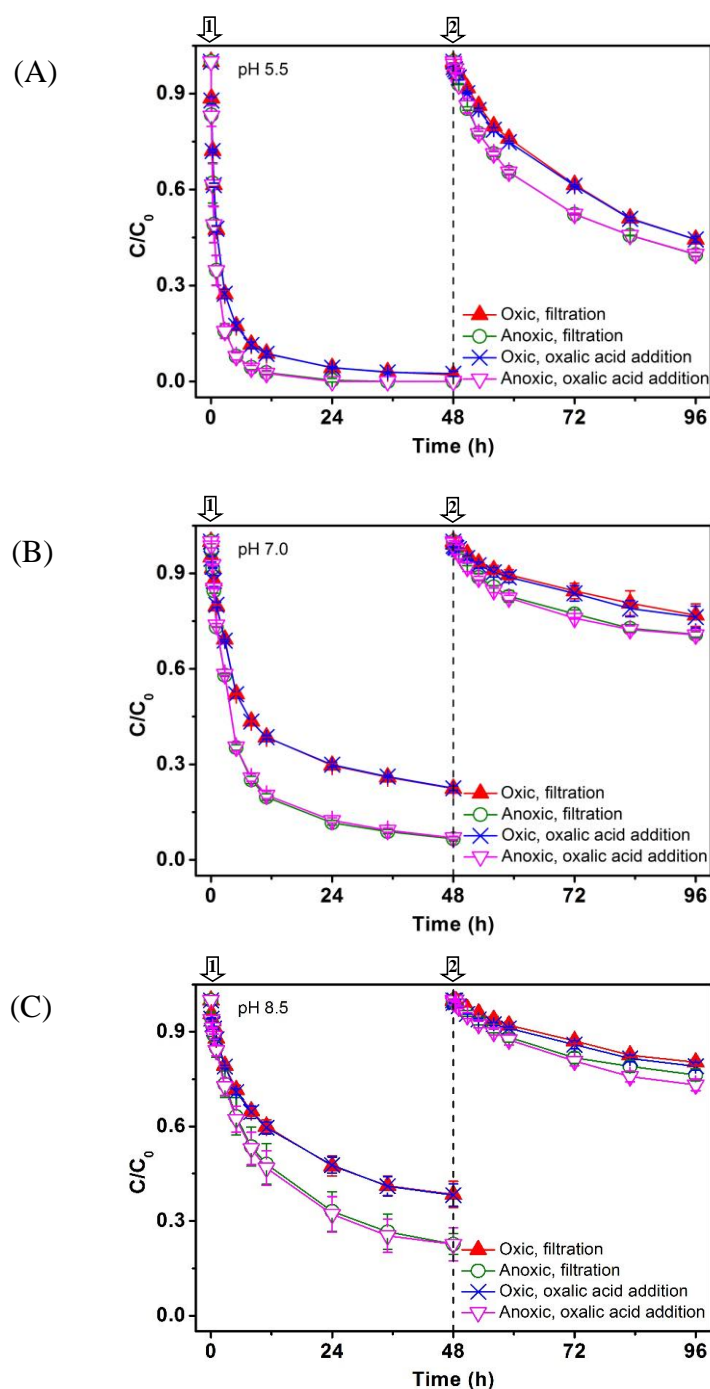 1 2
(A)
pH 5.5
C/C0
0.9
0.6
0.3
0.0
Oxic, filtration
Anoxic, filtration
Oxic, oxalic acid addition
Anoxic, oxalic acid addition
0 24 48 72 96
Time (h)
1 2
(B)
pH 7.0
C/C0
0.9
0.6
0.3
0.0
Oxic, filtration
Anoxic, filtration
Oxic, oxalic acid addition
Anoxic, oxalic acid addition
0 24 48 72 96
Time (h)
1 2
(C)
pH 8.5
C/C0
0.9
0.6
0.3
0.0
Oxic, filtration
Anoxic, filtration
Oxic, oxalic acid addition
Anoxic, oxalic acid addition
0 24 48 72 96
Time (h)